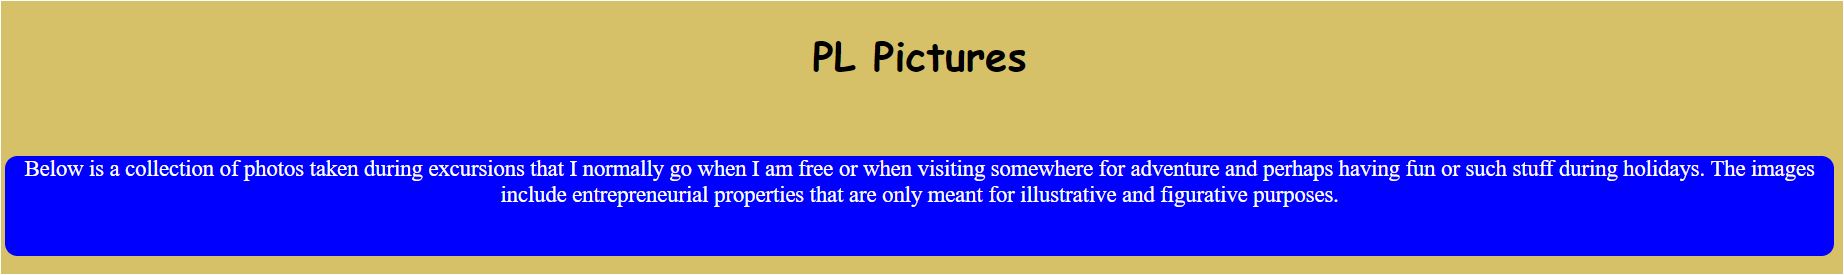 PL Pictures
Below is a collection of photos taken during excursions that I normally go when I am free or when visiting somewhere for adventure and perhaps having fun or such stuff during holidays. The images
include entrepreneurial properties that are only meant for illustrative and figurative purposes.